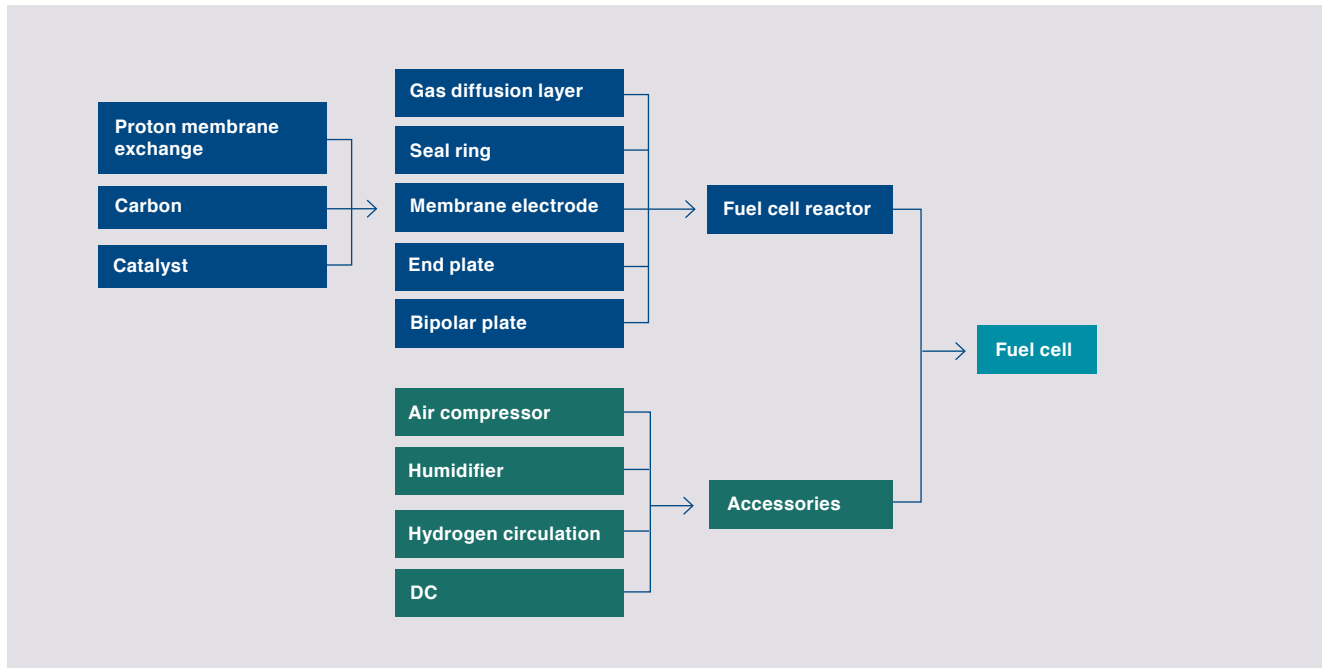 Proton membrane
exchange
Carbon
Catalyst
Gas diffusion layer
Seal ring
Membrane electrode
End plate
Bipolar plate
Fuel cell reactor
Air compressor
Humidifier
Hydrogen circulation
DC
Accessories
Fuel cell